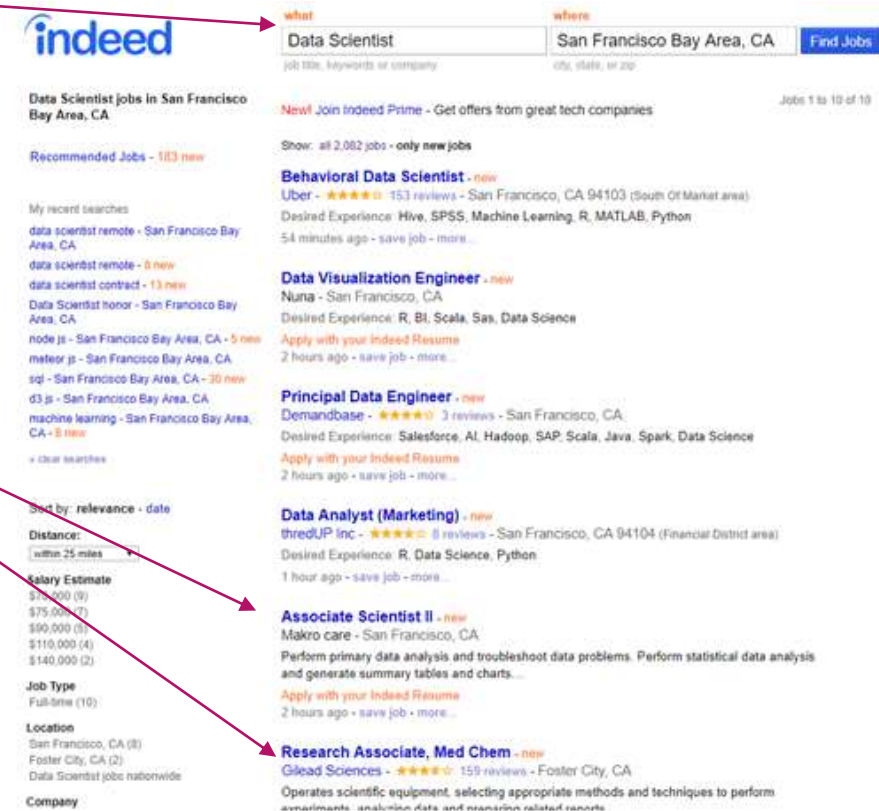 what
where
indeed
Data Scientist
San Francisco Bay Area, CA
Find Jobs
job title, keywords or company
city, state, or zip
Data Scientist jobs in San Francisco
Bay Area, CA
Recommended Jobs - 183 new
My recent searches
data scientist remote - San Francisco Bay
Area, CA
data scientist remote - 8 new
data scientist contract - 13 new
Data Scientist honor - San Francisco Bay
Area, CA
node js - San Francisco Bay Area, CA - 5 new
meteor js - San Francisco Bay Area, CA
sql - San Francisco Bay Area, CA - 30 new
d3 js - San Francisco Bay Area, CA
machine learning - San Francisco Bay Area,
CA - 8 new
« clear searches
Sort by: relevance - date
Distance:
within 25 miles
Salary Estimate
$70,000 (9)
$75,000 (7)
$90,000 (5)
$110,000 (4)
$140,000 (2)
Job Type
Full-time (10)
Location
San Francisco, CA (8)
Foster City, CA (2)
Data Scientist jobs nationwide
Company
New! Join Indeed Prime - Get offers from great tech companies
Jobs 1 to 10 of 10
Show: all 2,082 jobs - only new jobs
Behavioral Data Scientist - new
Uber - 153 reviews - San Francisco, CA 94103 (South Of Market area)
Desired Experience: Hive, SPSS, Machine Learning, R, MATLAB, Python
54 minutes ago - save job - more...
Data Visualization Engineer - new
Nuna - San Francisco, CA
Desired Experience: R, BI, Scala, Sas, Data Science
Apply with your Indeed Resume
2 hours ago - save job - more...
Principal Data Engineer - new
Demandbase - 3 reviews - San Francisco, CA
Desired Experience: Salesforce, AI, Hadoop, SAP, Scala, Java, Spark, Data Science
Apply with your Indeed Resume
2 hours ago - save job - more...
Data Analyst (Marketing) - new
thredUP Inc - 8 reviews - San Francisco, CA 94104 (Financial District area)
Desired Experience: R, Data Science, Python
1 hour ago - save job - more...
Associate Scientist II - new
Makro care - San Francisco, CA
Perform primary data analysis and troubleshoot data problems. Perform statistical data analysis
and generate summary tables and charts...
Apply with your Indeed Resume
2 hours ago - save job - more...
Research Associate, Med Chem - new
Gilead Sciences - 159 reviews - Foster City, CA
Operates scientific equipment, selecting appropriate methods and techniques to perform
experiments, analyzing data and preparing related reports